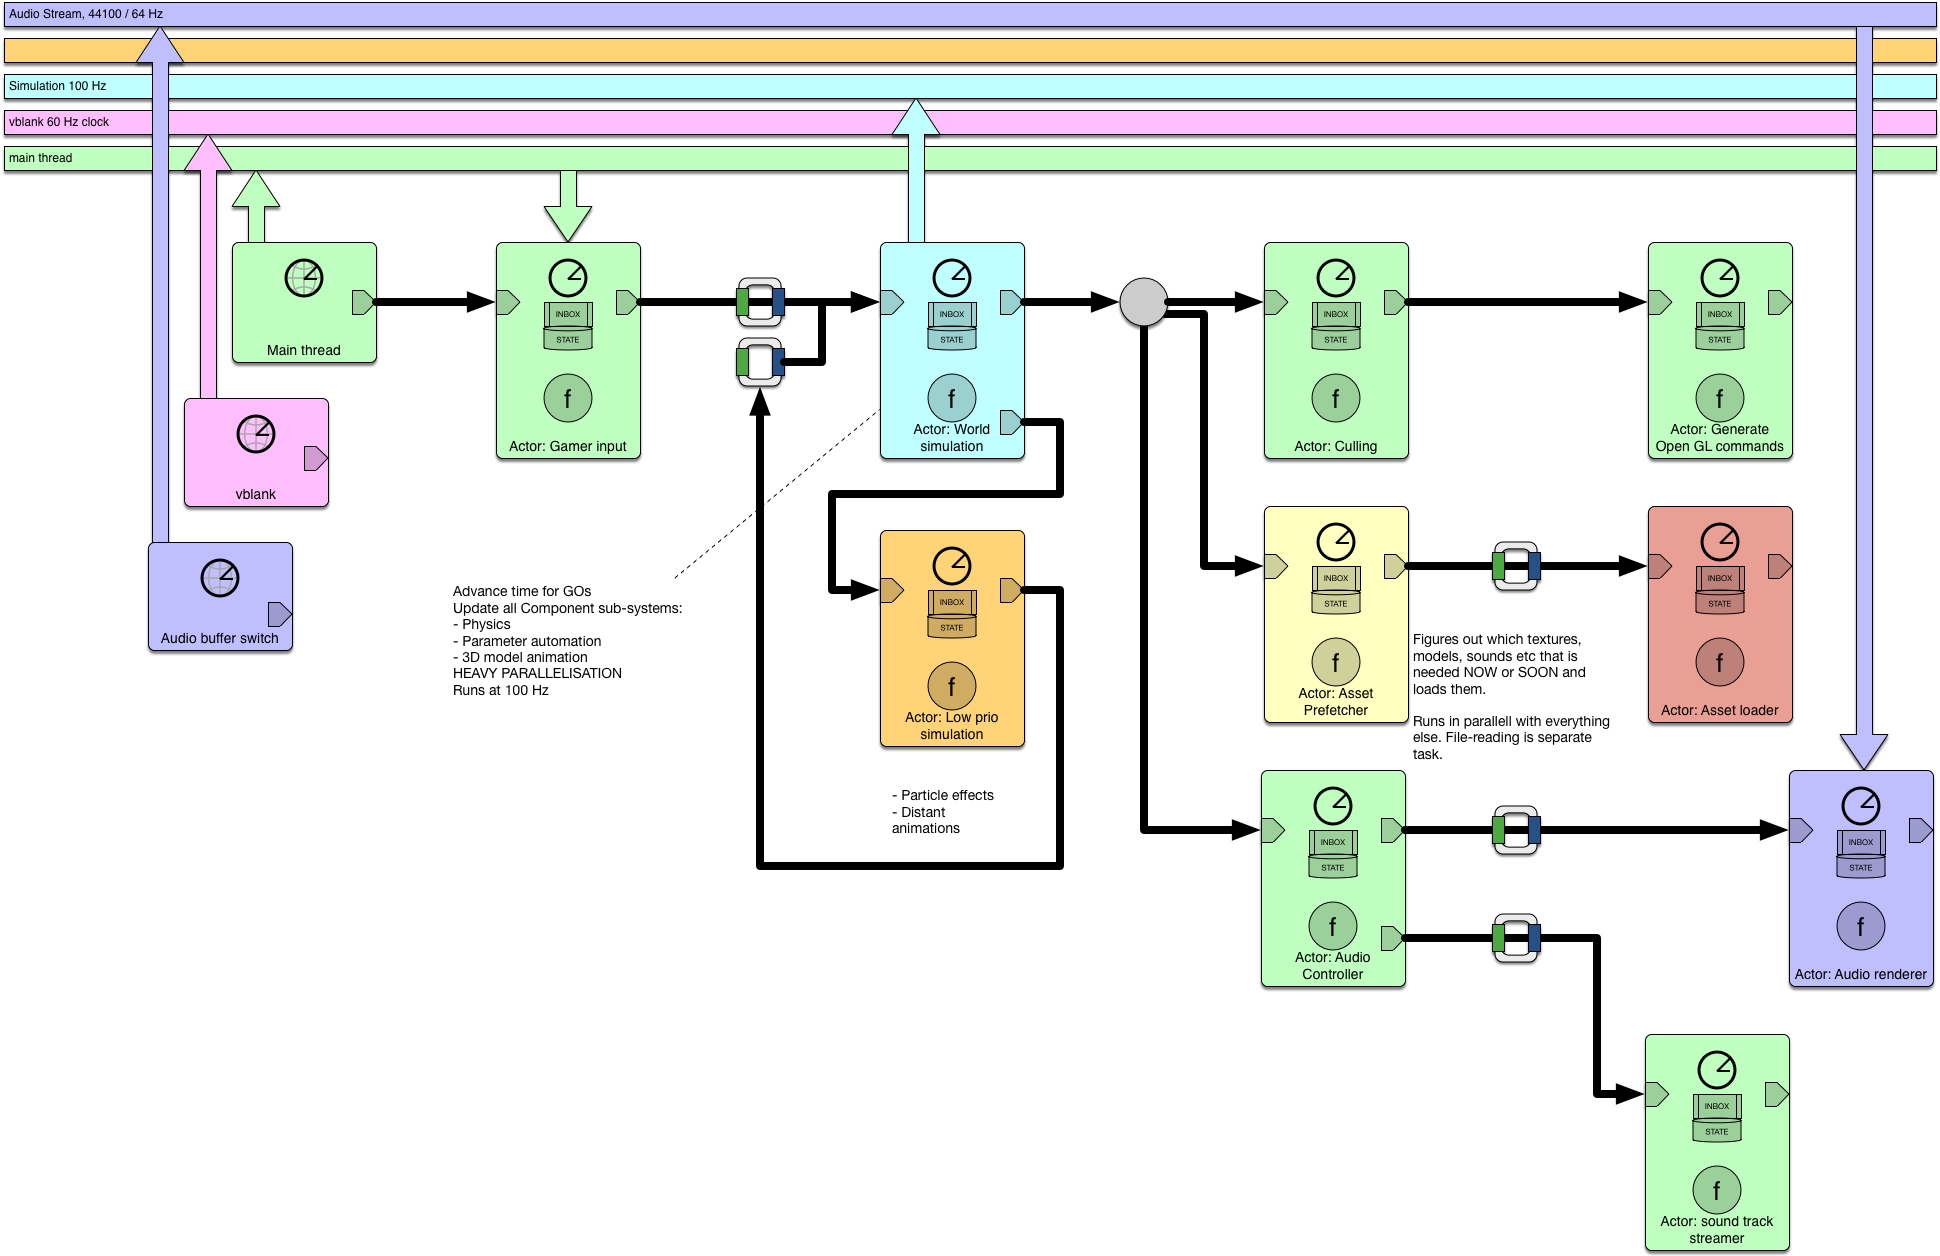 Audio Stream, 44100 / 64 Hz
Simulation 100 Hz
vblank 60 Hz clock
main thread
Main thread
INBOX
STATE
f
Actor: Gamer input
INBOX
STATE
f
Actor: World
simulation
INBOX
STATE
f
Actor: Culling
INBOX
STATE
f
Actor: Generate
Open GL commands
vblank
Audio buffer switch
Advance time for GOs
Update all Component sub-systems:
- Physics
- Parameter automation
- 3D model animation
HEAVY PARALLELISATION
Runs at 100 Hz
INBOX
STATE
f
Actor: Low prio
simulation
- Particle effects
- Distant
animations
INBOX
STATE
f
Actor: Asset
Prefetcher
Figures out which textures,
models, sounds etc that is
needed NOW or SOON and
loads them.
Runs in parallell with everything
else. File-reading is separate
task.
INBOX
STATE
f
Actor: Asset loader
INBOX
STATE
f
Actor: Audio
Controller
INBOX
STATE
f
Actor: Audio renderer
INBOX
STATE
f
Actor: sound track
streamer